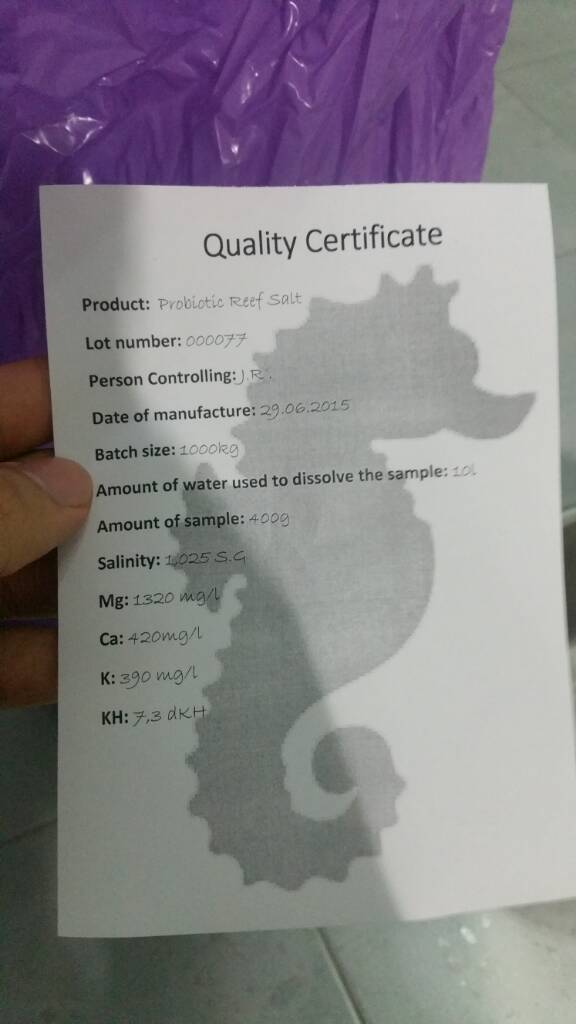 Quality Certificate
Product: Probiotic Reef Salt
Lot number: 000077
Person Controlling: J.R.
Date of manufacture: 29.06.2015
Batch size: 1000kg
Amount of water used to dissolve the sample: 10l
Amount of sample: 400g
Salinity: 1,025 S.G
Mg: 1320 mg/l
Ca: 420mg/l
K: 390 mg/l
KH: 7,3 dKH